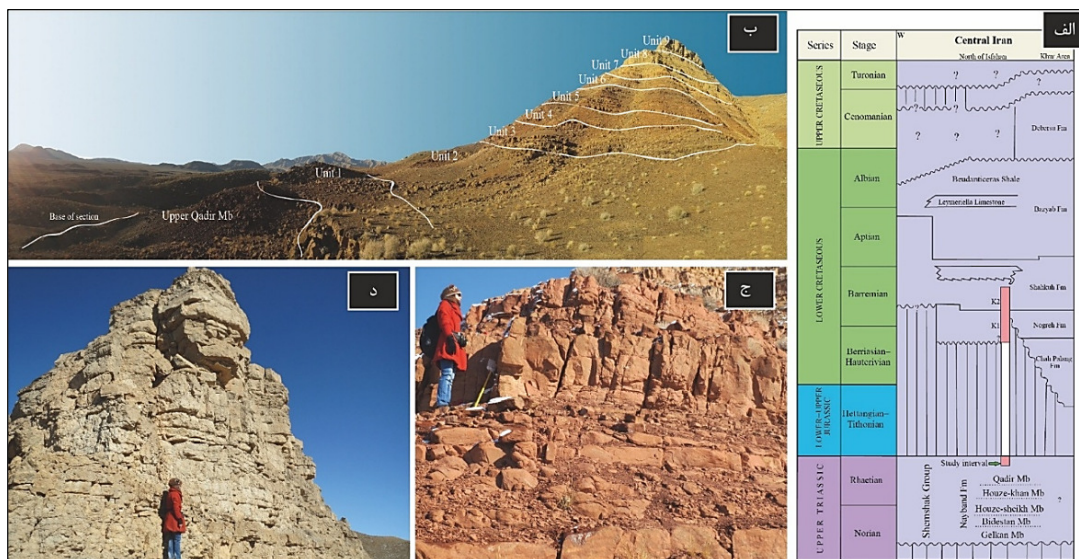 ب
Unit 9
Unit 8
Unit 7
Unit 6
Unit 5
Unit 4
Unit 3
Unit 2
Unit 1
Upper Qadir Mb
Base of section
د
ج
الف
Series
Stage
W
Central Iran
North of Isfahan
Khur Area
UPPER CRETACEOUS
Turonian
? ? ?
Cenomanian
? ?
? ? ?
Debarsu Fm
LOWER CRETACEOUS
Albian
Beudanticeras Shale
Leymeriella Limestone
Aptian
Bazyab Fm
Barremian
Shahkuh Fm
K2
K1
Noqreh Fm
?
Berriasian–
Hauterivian
Chah Palang
Fm
LOWER–UPPER
JURASSIC
Hettangian–
Tithonian
Study interval
UPPER TRIASSIC
Rhaetian
Norian
Shemshak Group
Nayband Fm
Qadir Mb
Houze-khan Mb
Houze-sheikh Mb
Bidestan Mb
Gelkan Mb
?